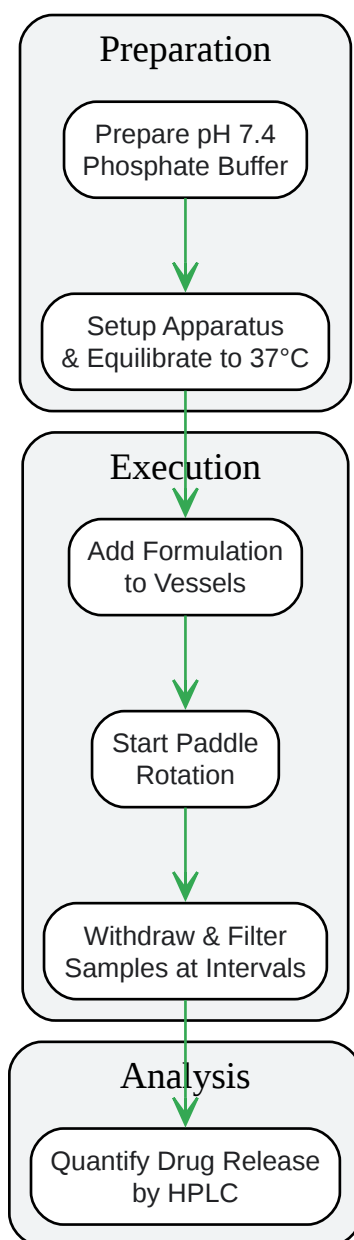 Preparation
Prepare pH 7.4
Phosphate Buffer
Setup Apparatus
& Equilibrate to 37°C
Execution
Add Formulation
to Vessels
Start Paddle
Rotation
Withdraw & Filter
Samples at Intervals
Analysis
Quantify Drug Release
by HPLC